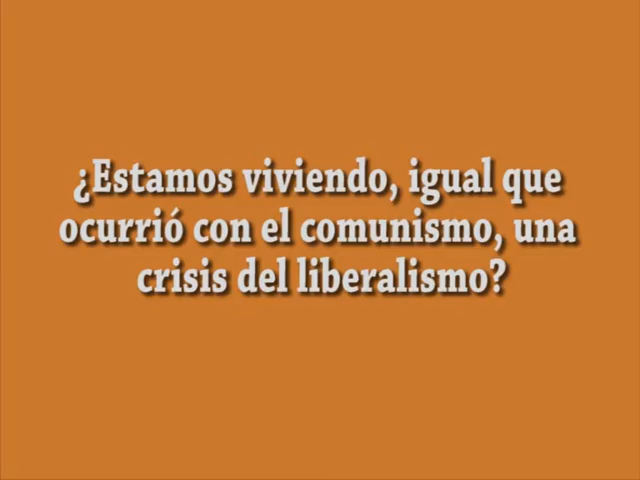 ¿Estamos viviendo, igual que
ocurrió con el comunismo, una
crisis del liberalismo?